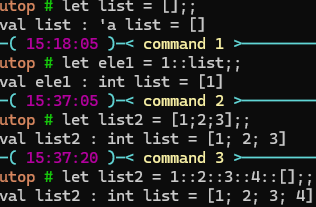 utop # let list = [];;
val list : 'a list = []
─( 15:18:05 )─< command 1 >─
utop # let ele1 = 1::list;;
val ele1 : int list = [1]
─( 15:37:05 )─< command 2 >─
utop # let list2 = [1;2;3];;
val list2 : int list = [1; 2; 3]
─( 15:37:20 )─< command 3 >─
utop # let list2 = 1::2::3::4::[];;
val list2 : int list = [1; 2; 3; 4]